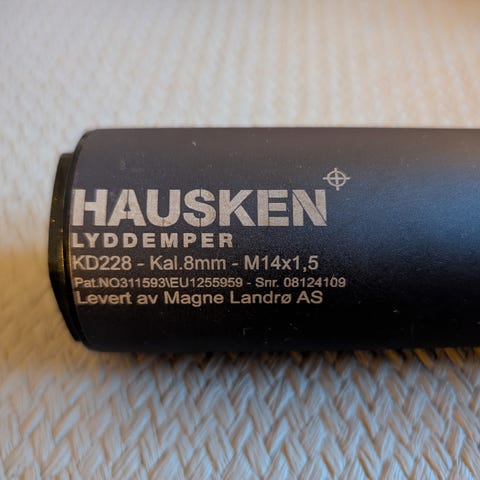 HAUSKEN
LYDDEMPER
KD228 - Kal.8mm - M14x1,5
Pat.NO311593\EU1255959 - Snr. 08124109
Levert av Magne Landrø AS